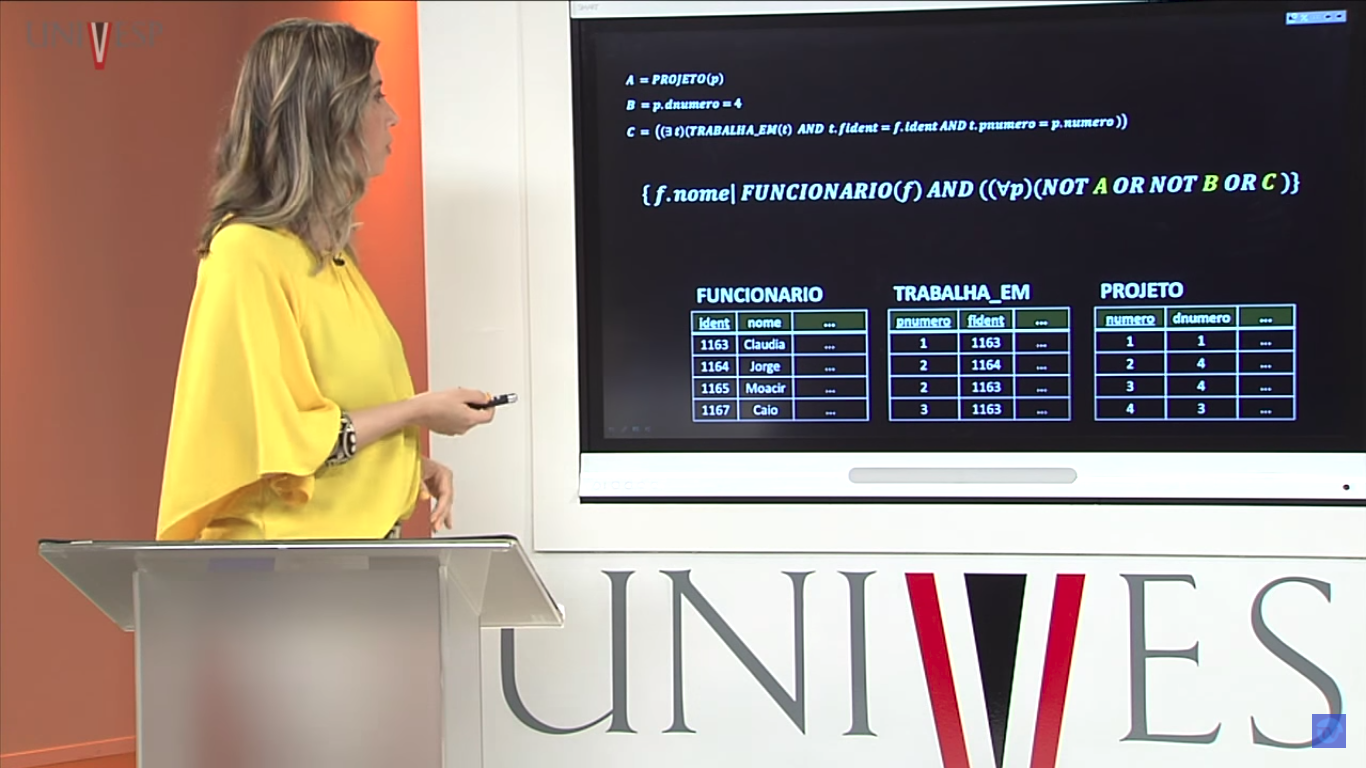 UNIVESP
SMART
A = PROJETO(p)
B = p.dnumero = 4
C = ((∃ t)(TRABALHA_EM(t) AND t.fident = f.ident AND t.pnumero = p.numero ))
{ f.nome| FUNCIONARIO(f) AND ((∀p)(NOT A OR NOT B OR C )}
FUNCIONARIO
ident nome ...
1163 Claudia ...
1164 Jorge ...
1165 Moacir ...
1167 Caio ...
TRABALHA_EM
pnumero fident ...
1 1163 ...
2 1164 ...
2 1163 ...
3 1163 ...
PROJETO
numero dnumero ...
1 1 ...
2 4 ...
3 4 ...
4 3 ...
UNIVES